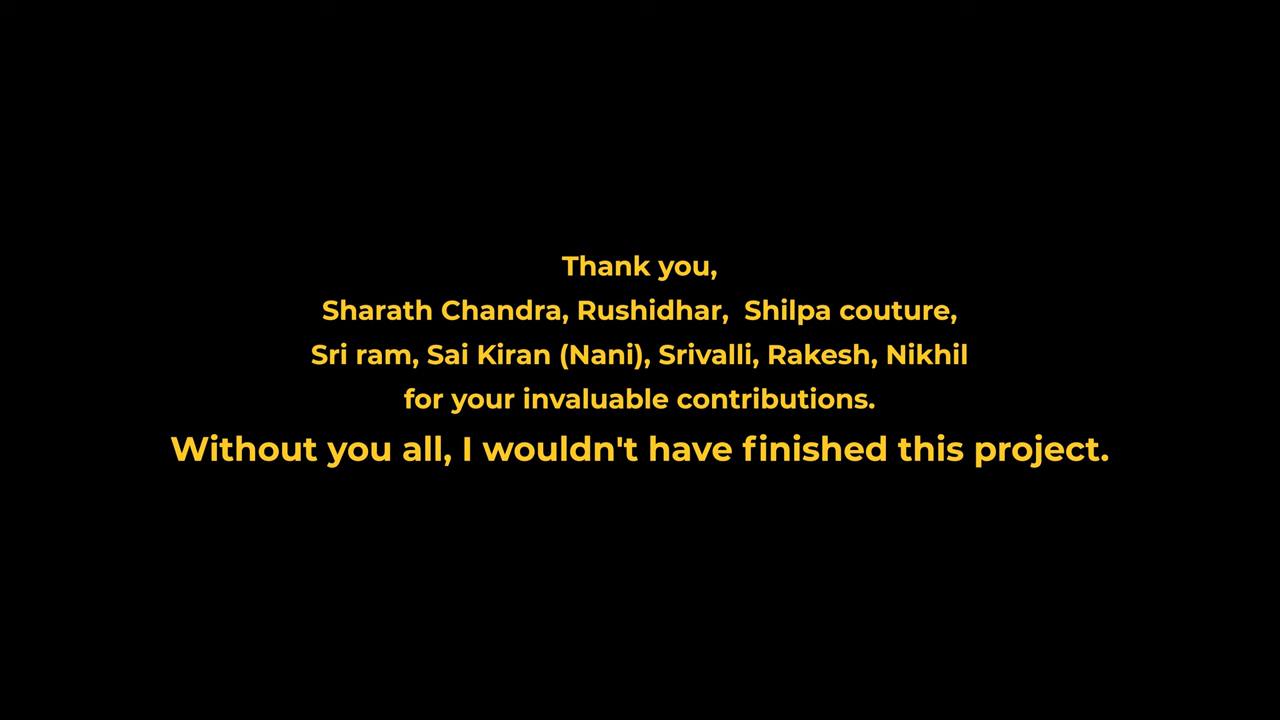 Thank you,
Sharath Chandra, Rushidhar,  Shilpa couture,
Sri ram, Sai Kiran (Nani), Srivalli, Rakesh, Nikhil
for your invaluable contributions.
Without you all, I wouldn't have finished this project.